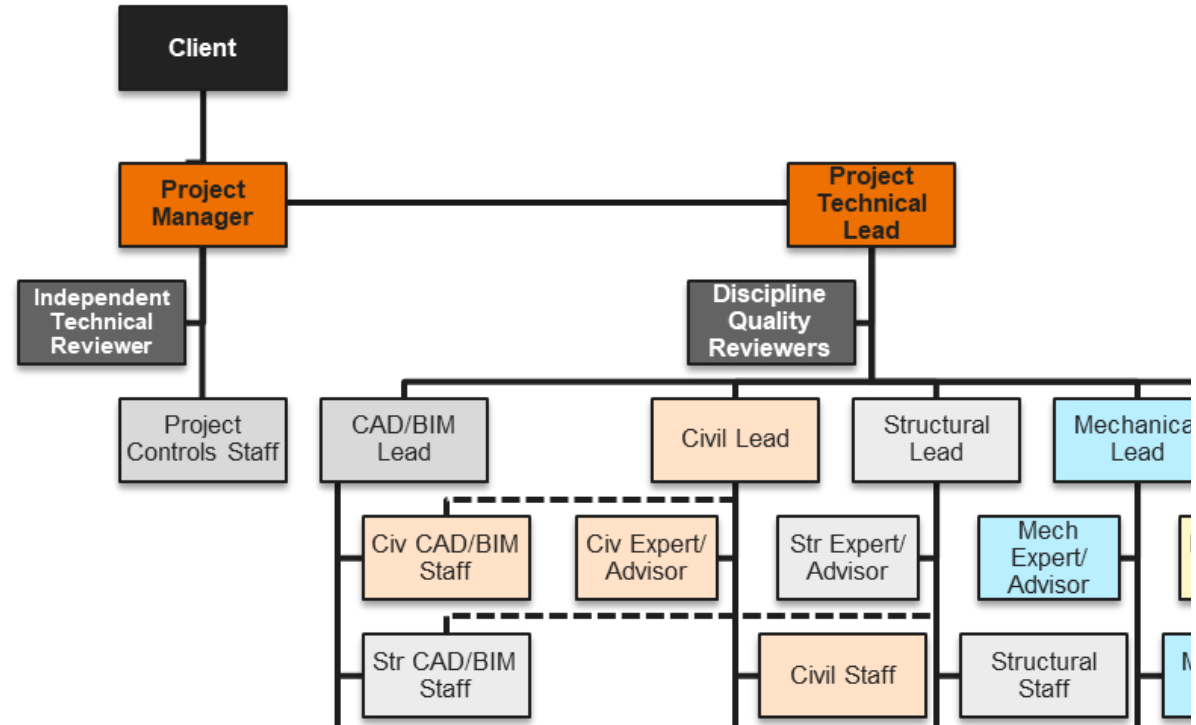 Client
Project
Manager
Project
Technical
Lead
Independent
Technical
Reviewer
Discipline
Quality
Reviewers
Project
Controls Staff
CAD/BIM
Lead
Civil Lead
Structural
Lead
Mechanica
Lead
Civ CAD/BIM
Staff
Civ Expert/
Advisor
Str Expert/
Advisor
Mech
Expert/
Advisor
Str CAD/BIM
Staff
Civil Staff
Structural
Staff